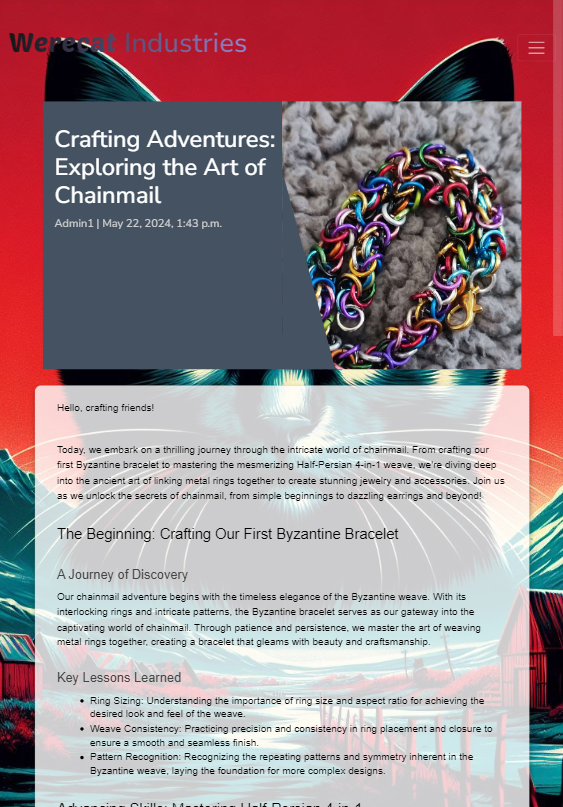 Werecat Industries
Crafting Adventures:
Exploring the Art of
Chainmail
Admin1 | May 22, 2024, 1:43 p.m.
Hello, crafting friends!
Today, we embark on a thrilling journey through the intricate world of chainmail. From crafting our
first Byzantine bracelet to mastering the mesmerizing Half-Persian 4-in-1 weave, we're diving deep
into the ancient art of linking metal rings together to create stunning jewelry and accessories. Join us
as we unlock the secrets of chainmail, from simple beginnings to dazzling earrings and beyond!
The Beginning: Crafting Our First Byzantine Bracelet
A Journey of Discovery
Our chainmail adventure begins with the timeless elegance of the Byzantine weave. With its
interlocking rings and intricate patterns, the Byzantine bracelet serves as our gateway into the
captivating world of chainmail. Through patience and persistence, we master the art of weaving
metal rings together, creating a bracelet that gleams with beauty and craftsmanship.
Key Lessons Learned
• Ring Sizing: Understanding the importance of ring size and aspect ratio for achieving the
desired look and feel of the weave.
• Weave Consistency: Practicing precision and consistency in ring placement and closure to
ensure a smooth and seamless finish.
• Pattern Recognition: Recognizing the repeating patterns and symmetry inherent in the
Byzantine weave, laying the foundation for more complex designs.
Advancing Skills: Mastering Half-Persian 4-in-1